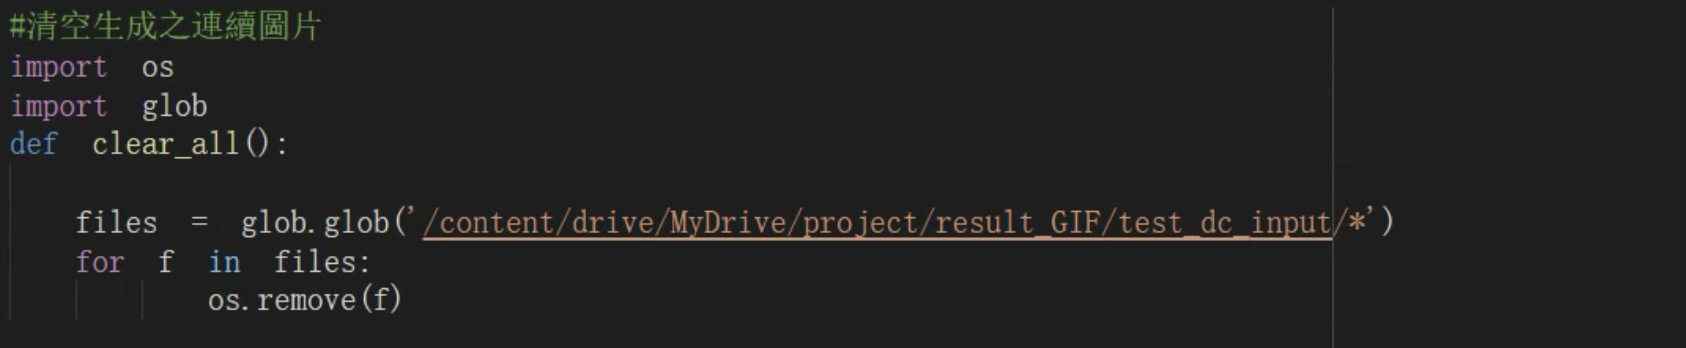 #清空生成之連續圖片
import os
import glob
def clear_all():
files = glob.glob('/content/drive/MyDrive/project/result_GIF/test_dc_input/*')
for f in files:
os.remove(f)